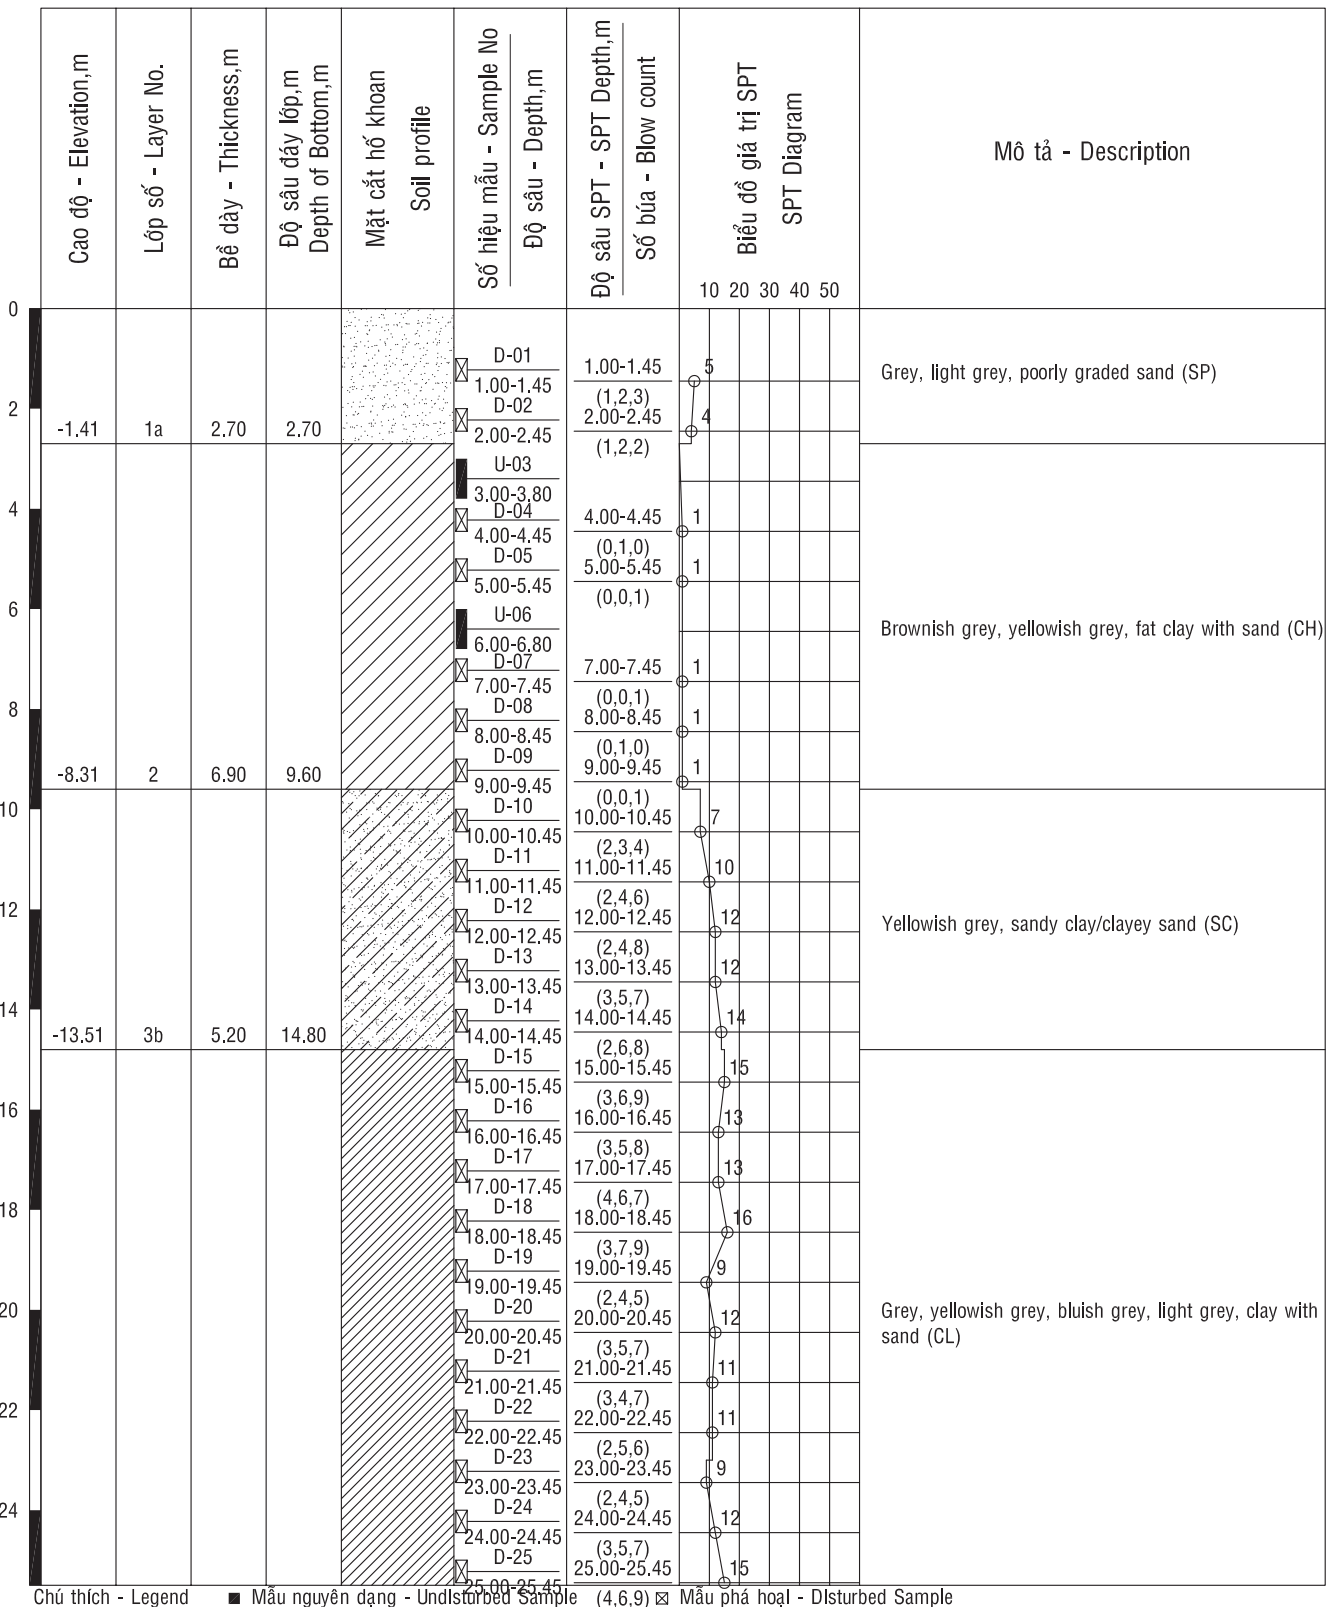 Cao độ - Elevation,m
Lớp số - Layer No.
Bề dày - Thickness,m
Độ sâu đáy lớp,m
Depth of Bottom,m
Mặt cắt hố khoan
Soil profile
Số hiệu mẫu - Sample No
Độ sâu - Depth,m
Độ sâu SPT - SPT Depth,m
Số búa - Blow count
Biểu đồ giá trị SPT
SPT Diagram
Mô tả - Description
10 20 30 40 50
0
D-01
1.00-1.45 5
Grey, light grey, poorly graded sand (SP)
1.00-1.45
(1,2,3)
2
D-02
2.00-2.45 4
-1.41 1a 2.70 2.70
2.00-2.45
(1,2,2)
U-03
3.00-3.80
4
D-04
4.00-4.45 1
4.00-4.45
(0,1,0)
D-05
5.00-5.45 1
5.00-5.45
(0,0,1)
6
U-06
Brownish grey, yellowish grey, fat clay with sand (CH)
6.00-6.80
D-07
7.00-7.45 1
7.00-7.45
(0,0,1)
8
D-08
8.00-8.45 1
8.00-8.45
(0,1,0)
D-09
9.00-9.45 1
-8.31 2 6.90 9.60
9.00-9.45
(0,0,1)
10
D-10
10.00-10.45 7
10.00-10.45
(2,3,4)
D-11
11.00-11.45 10
11.00-11.45
(2,4,6)
12
D-12
12.00-12.45 12
Yellowish grey, sandy clay/clayey sand (SC)
12.00-12.45
(2,4,8)
D-13
13.00-13.45 12
13.00-13.45
(3,5,7)
14
D-14
14.00-14.45 14
-13.51 3b 5.20 14.80
14.00-14.45
(2,6,8)
D-15
15.00-15.45 15
15.00-15.45
(3,6,9)
16
D-16
16.00-16.45 13
16.00-16.45
(3,5,8)
D-17
17.00-17.45 13
17.00-17.45
(4,6,7)
18
D-18
18.00-18.45 16
18.00-18.45
(3,7,9)
D-19
19.00-19.45 9
19.00-19.45
(2,4,5)
20
D-20
20.00-20.45 12
Grey, yellowish grey, bluish grey, light grey, clay with
sand (CL)
20.00-20.45
(3,5,7)
D-21
21.00-21.45 11
21.00-21.45
(3,4,7)
22
D-22
22.00-22.45 11
22.00-22.45
(2,5,6)
D-23
23.00-23.45 9
23.00-23.45
(2,4,5)
24
D-24
24.00-24.45 12
24.00-24.45
(3,5,7)
D-25
25.00-25.45 15
25.00-25.45
(4,6,9)
Chú thích - Legend Mẫu nguyên dạng - Undisturbed Sample Mẫu phá hoại - Disturbed Sample